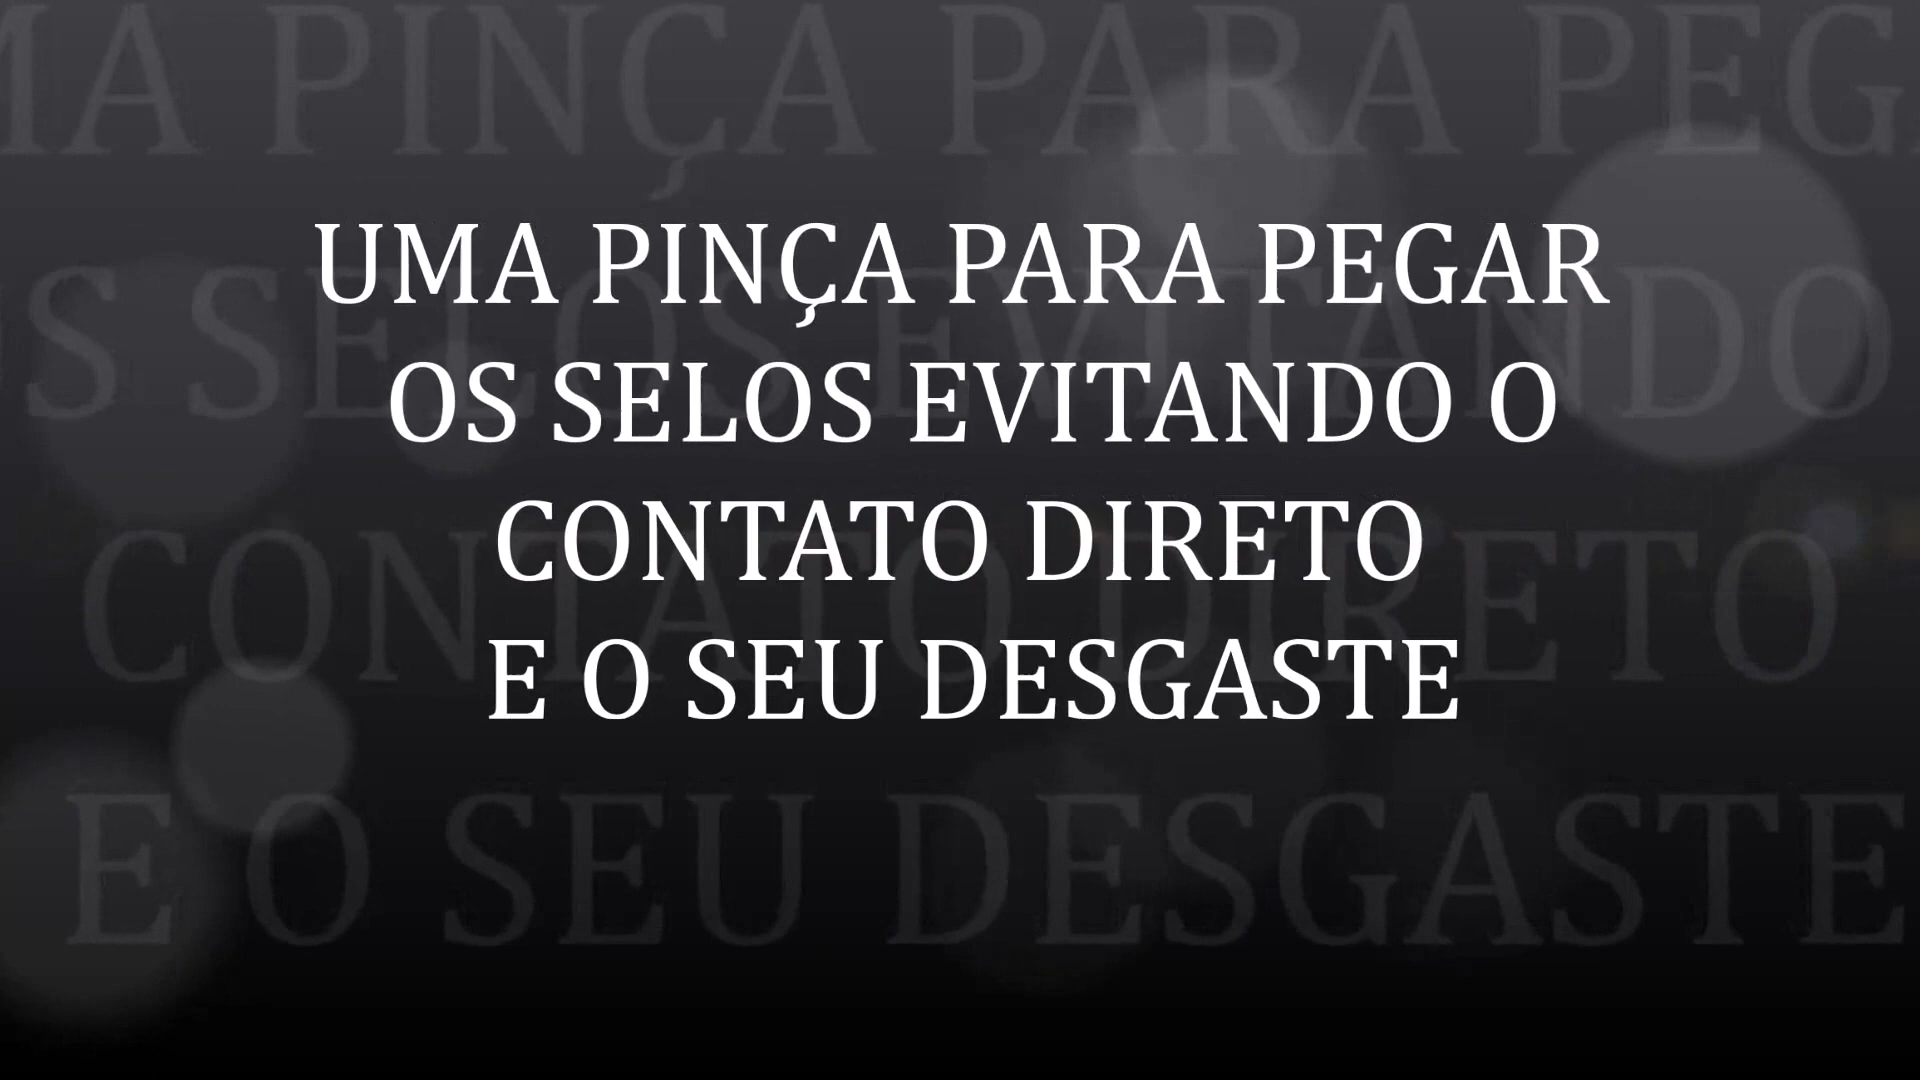 UMA PINÇA PARA PEGAR
OS SELOS EVITANDO O
CONTATO DIRETO
E O SEU DESGASTE